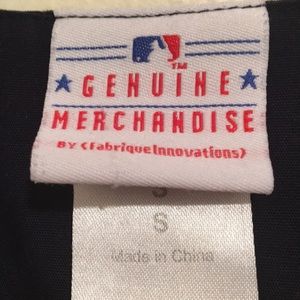 TM
GENUINE
MERCHANDISE
BY (FabriqueInnovations)
S
S
Made in China